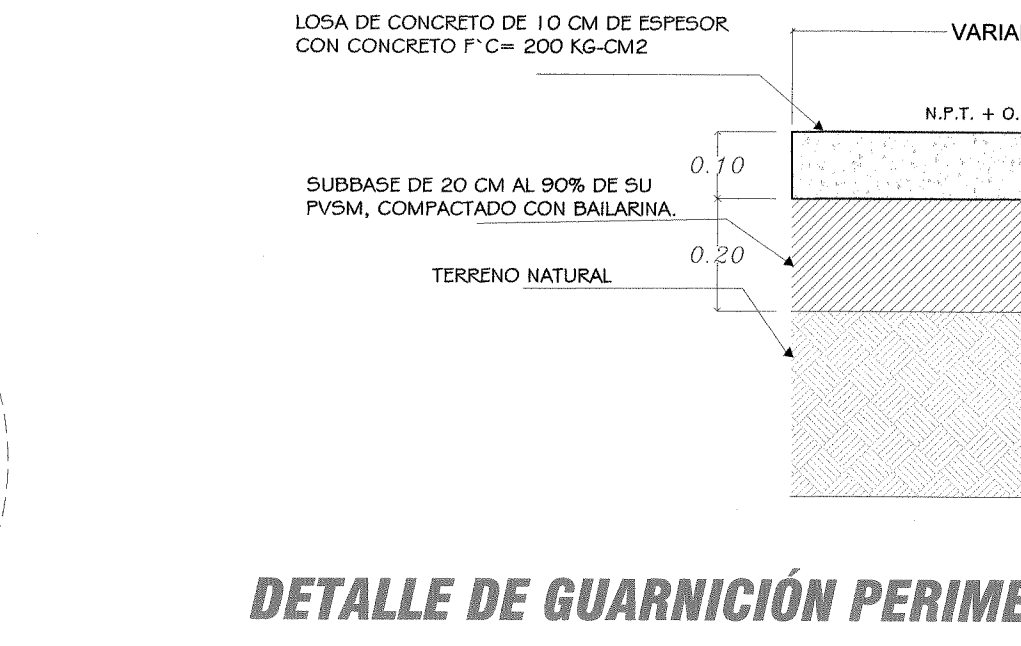 LOSA DE CONCRETO DE 10 CM DE ESPESOR
CON CONCRETO F`C= 200 KG-CM2
VARIA
N.P.T. + 0.
0.10
SUBBASE DE 20 CM AL 90% DE SU
PVSM, COMPACTADO CON BAILARINA.
0.20
TERRENO NATURAL
DETALLE DE GUARNICIÓN PERIME